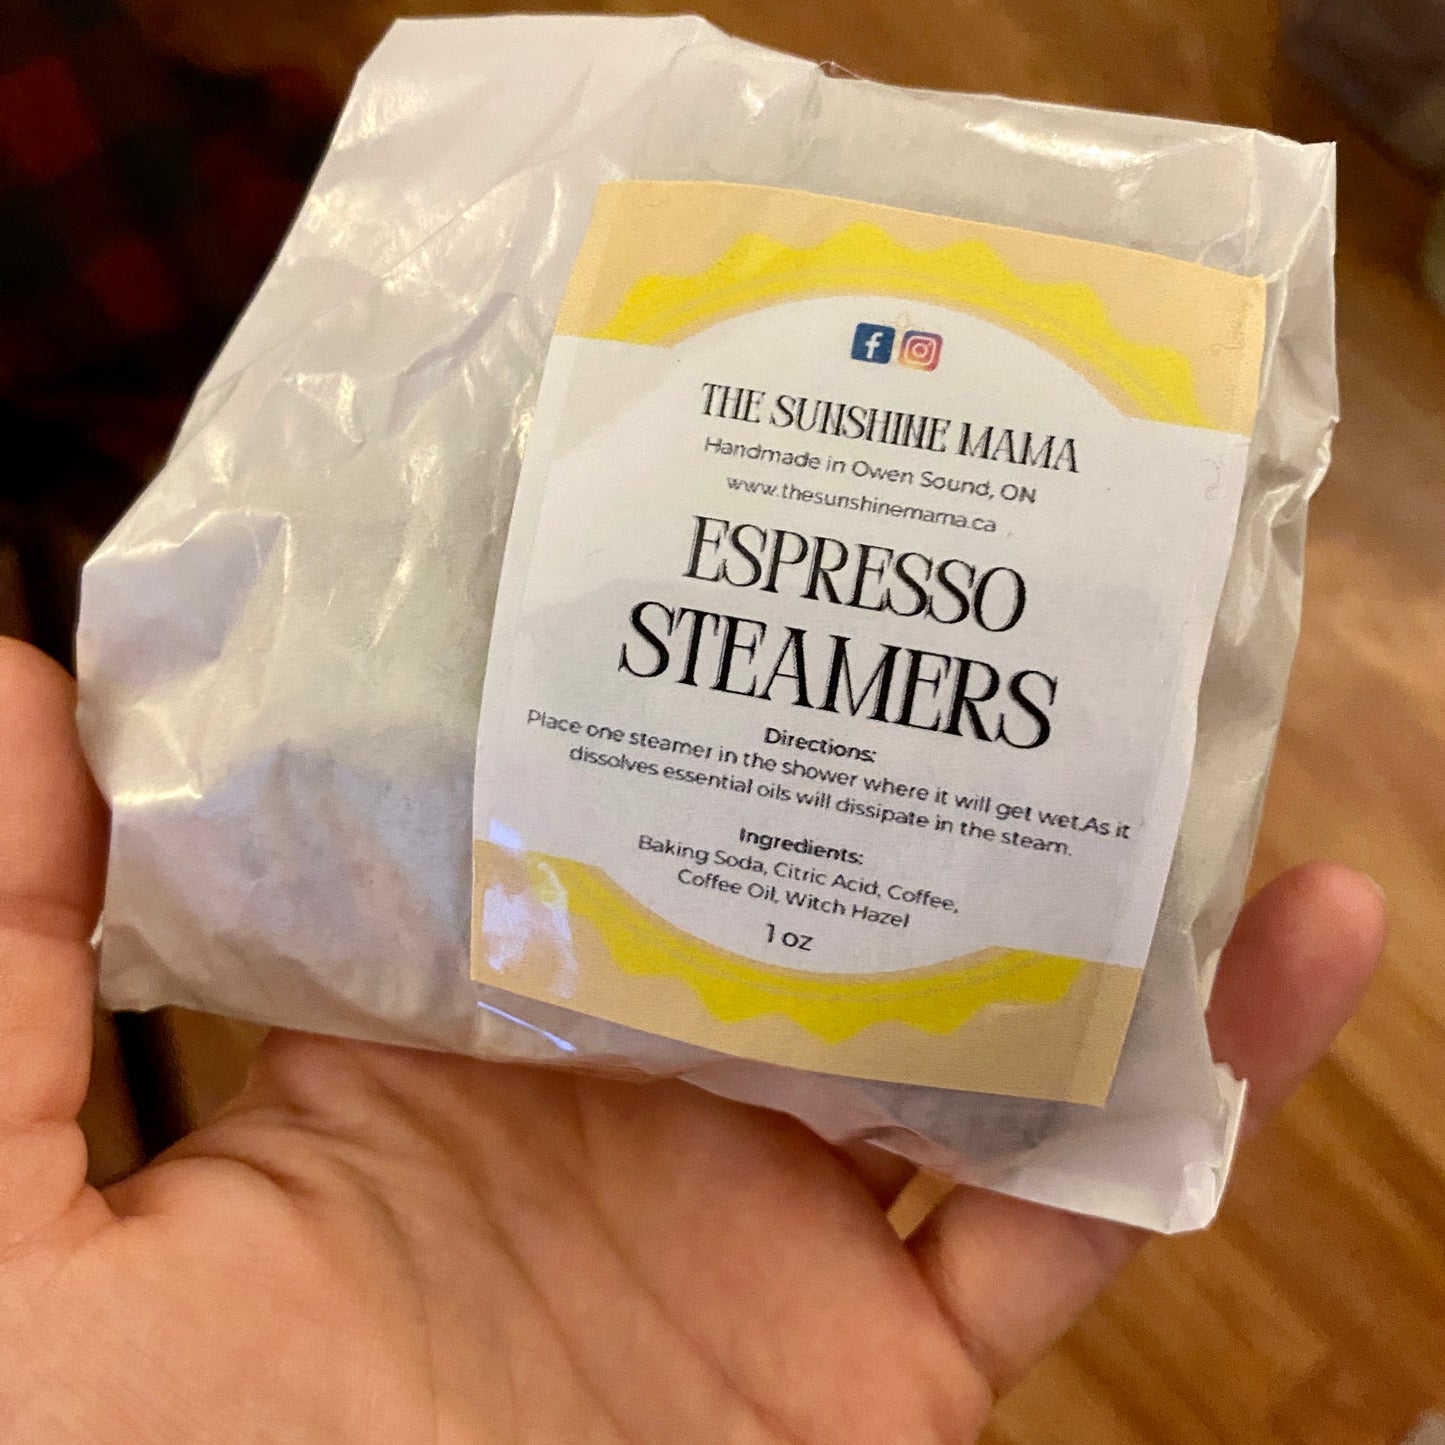 THE SUNSHINE MAMA
Handmade in Owen Sound, ON
www.thesunshinemama.ca
ESPRESSO
STEAMERS
Directions:
Place one steamer in the shower where it will get wet.As it
dissolves essential oils will dissipate in the steam.
Ingredients:
Baking Soda, Citric Acid, Coffee,
Coffee Oil, Witch Hazel
1 oz